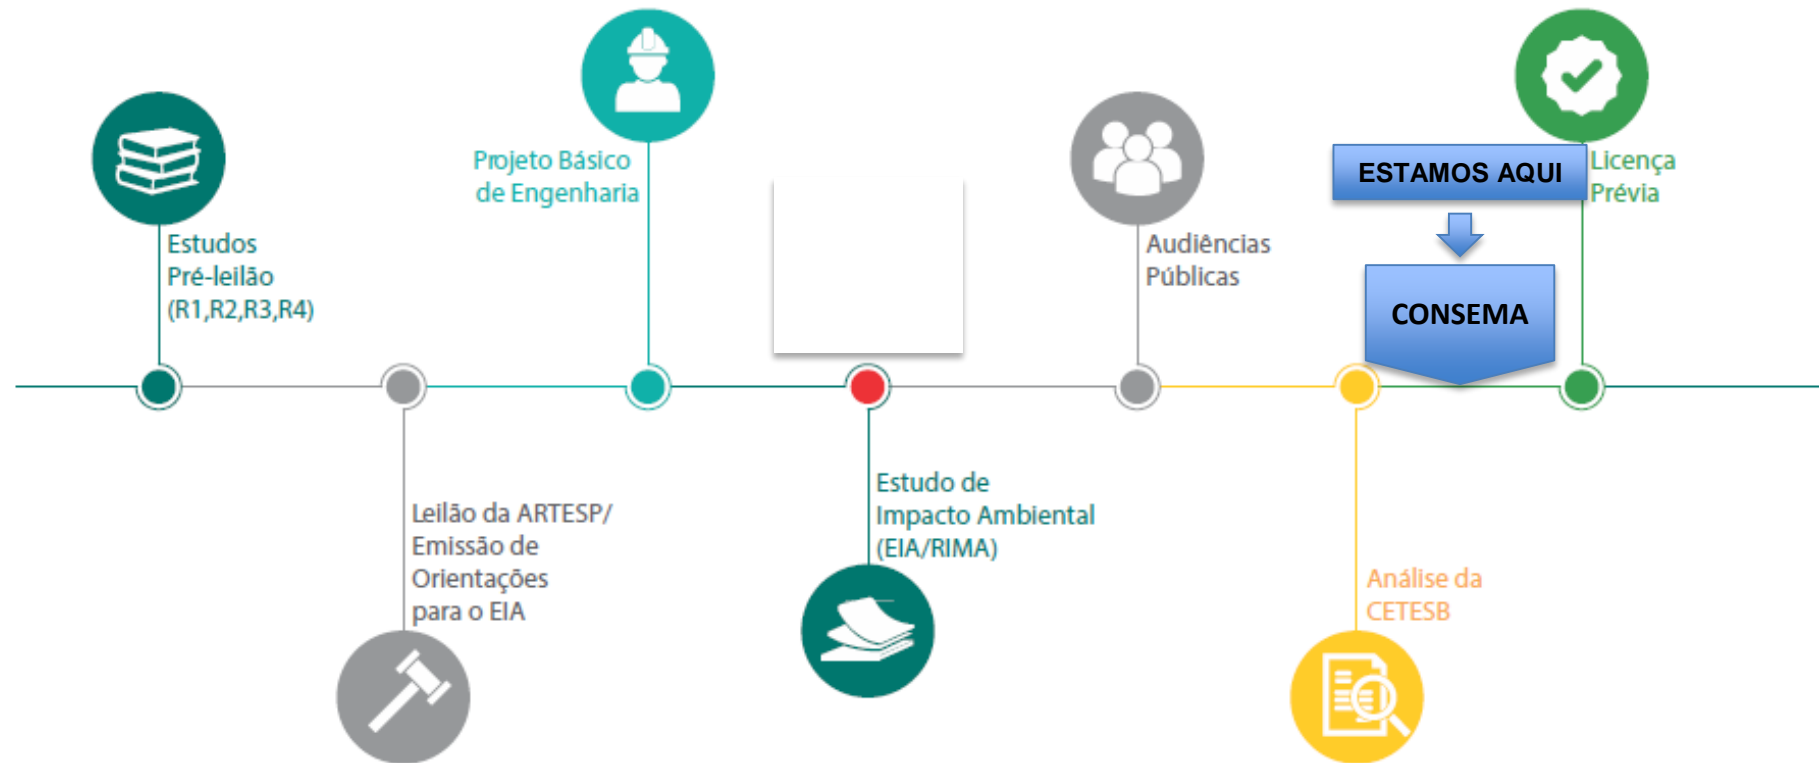 Estudos
Pré-leilão
(R1,R2,R3,R4)
Leilão da ARTESP/
Emissão de
Orientações
para o EIA
Projeto Básico
de Engenharia
Estudo de
Impacto Ambiental
(EIA/RIMA)
Audiências
Públicas
Análise da
CETESB
ESTAMOS AQUI
CONSEMA
Licença
Prévia